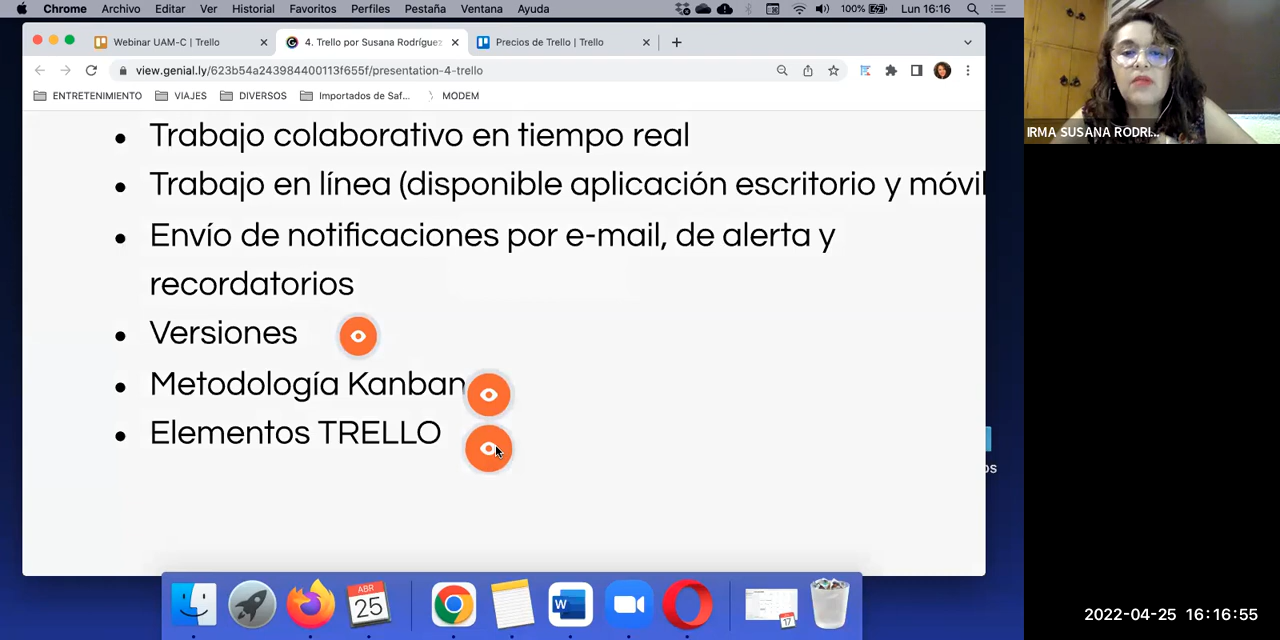 Chrome Archivo Editar Ver Historial Favoritos Perfiles Pestaña Ventana Ayuda 100% Lun 16:16
Webinar UAM-C | Trello
4. Trello por Susana Rodríguez
Precios de Trello | Trello
view.genial.ly/623b54a243984400113f655f/presentation-4-trello
ENTRETENIMIENTO VIAJES DIVERSOS Importados de Saf... MODEM
IRMA SUSANA RODRI...
• Trabajo colaborativo en tiempo real
• Trabajo en línea (disponible aplicación escritorio y móvil
• Envío de notificaciones por e-mail, de alerta y
recordatorios
• Versiones
• Metodología Kanban
• Elementos TRELLO
os
ABR
25
W
17
2022-04-25 16:16:55